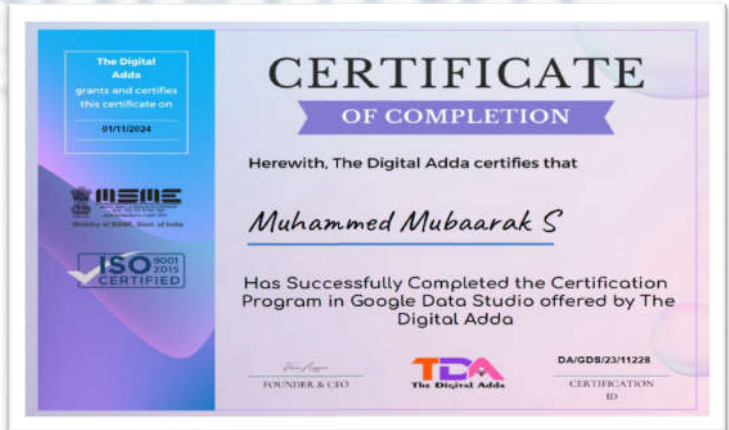 The Digital
Adda
grants and certifies
this certificate on
01/11/2024
MSME
Ministry of MSME, Govt. of India
ISO 9001
2015
CERTIFIED
CERTIFICATE
OF COMPLETION
Herewith, The Digital Adda certifies that
Muhammed Mubaarak S
Has Successfully Completed the Certification
Program in Google Data Studio offered by The
Digital Adda
FOUNDER & CEO
TDA
The Digital Adda
DA/GDS/23/11228
CERTIFICATION
ID